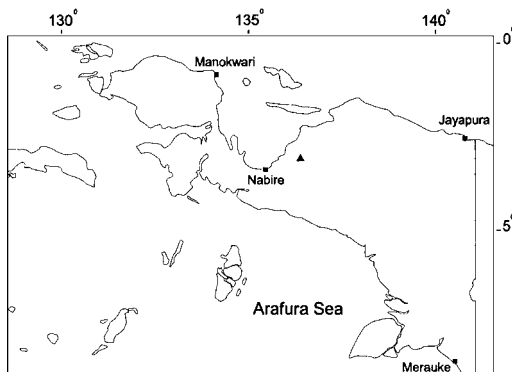 130° 135° 140°
0°
Manokwari
Jayapura
Nabire
5°
Arafura Sea
Merauke